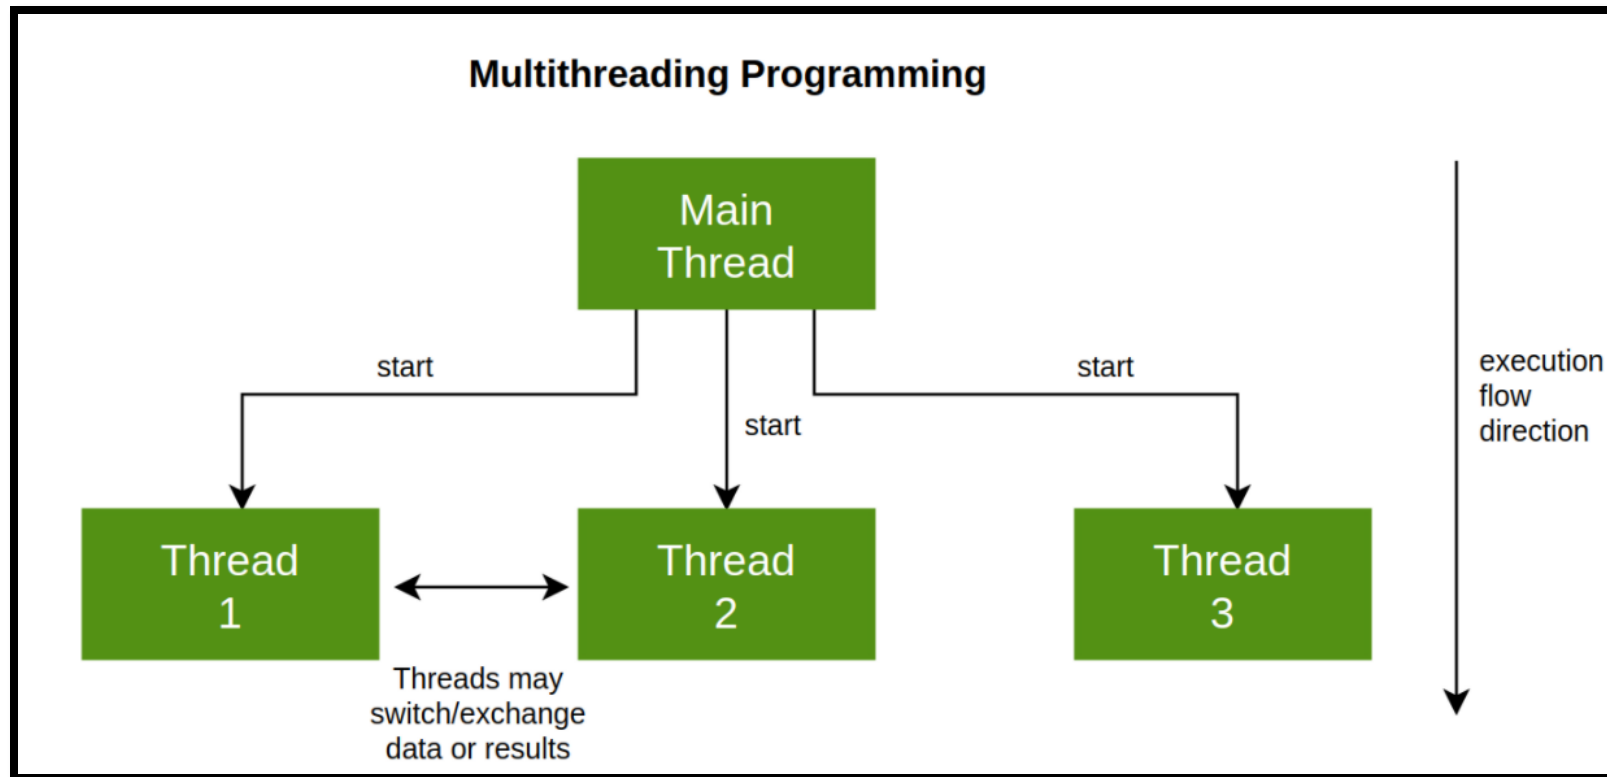 Multithreading Programming
Main
Thread
start
start
start
execution
flow
direction
Thread
1
Thread
2
Thread
3
Threads may
switch/exchange
data or results